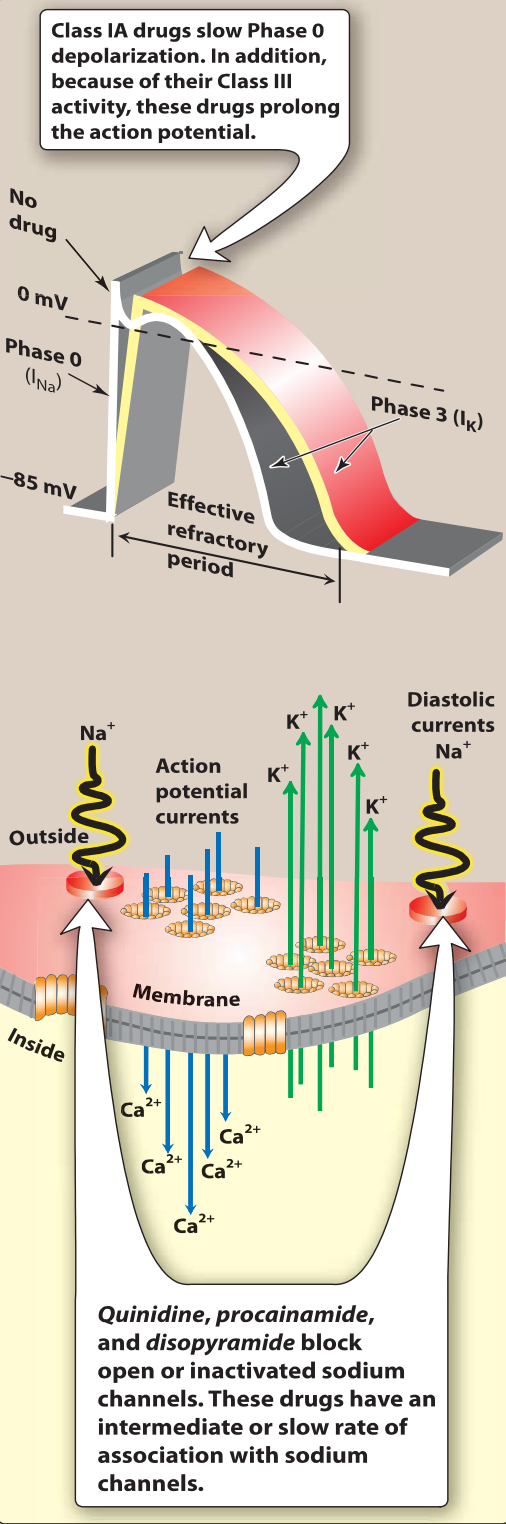 Class IA drugs slow Phase 0
depolarization. In addition,
because of their Class III
activity, these drugs prolong
the action potential.
No
drug
0 mV
Phase 0
(I_Na)
Phase 3 (I_K)
–85 mV
Effective
refractory
period
Diastolic
currents
Na⁺
Na⁺
K⁺
K⁺
K⁺
K⁺
K⁺
Action
potential
currents
Outside
Membrane
Inside
Ca²⁺
Ca²⁺
Ca²⁺
Ca²⁺
Ca²⁺
Quinidine, procainamide,
and disopyramide block
open or inactivated sodium
channels. These drugs have an
intermediate or slow rate of
association with sodium
channels.